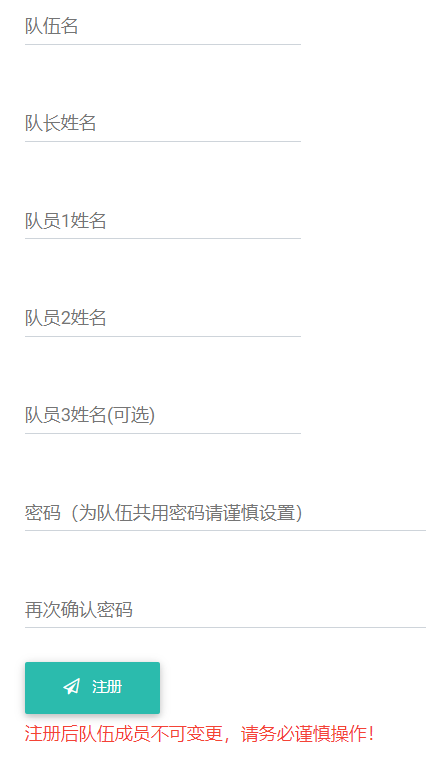 队伍名
队长姓名
队员1姓名
队员2姓名
队员3姓名(可选)
密码（为队伍共用密码请谨慎设置）
再次确认密码
注册
注册后队伍成员不可变更，请务必谨慎操作！